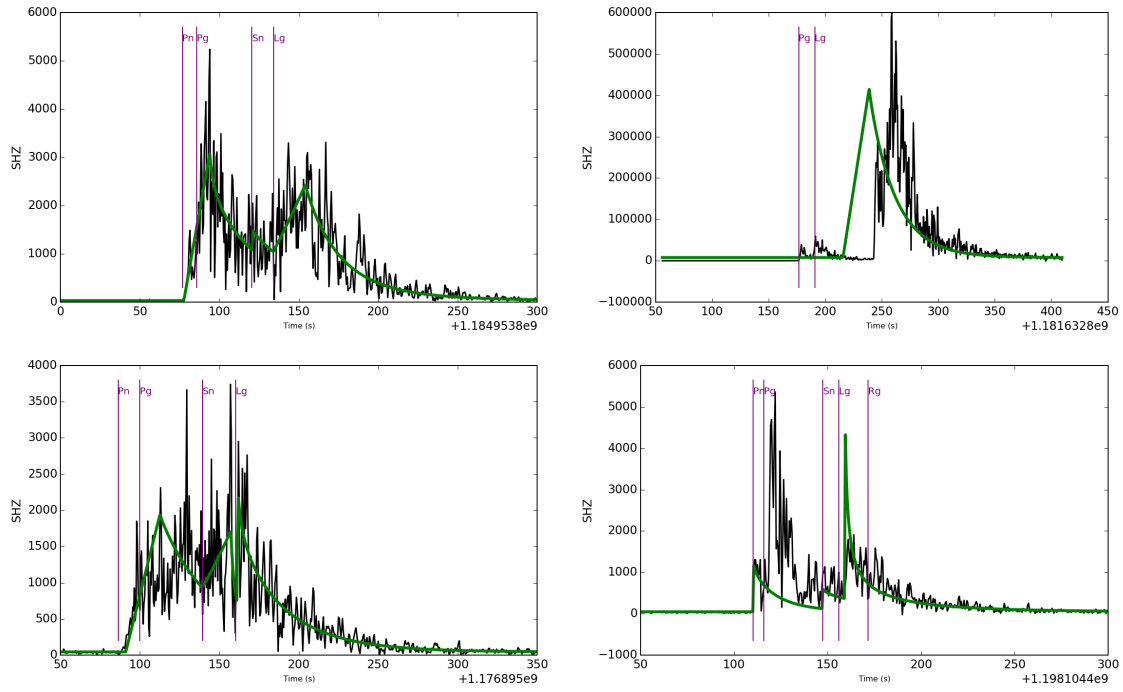 6000
5000
4000
3000
2000
1000
0
SHZ
Pn Pg Sn Lg
0 50 100 150 200 250 300
Time (s)
+1.1849538e9
600000
500000
400000
300000
200000
100000
0
−100000
SHZ
Pg Lg
50 100 150 200 250 300 350 400 450
Time (s)
+1.1816328e9
4000
3500
3000
2500
2000
1500
1000
500
0
SHZ
Pn Pg Sn Lg
50 100 150 200 250 300 350
Time (s)
+1.176895e9
6000
5000
4000
3000
2000
1000
0
−1000
SHZ
Pn Pg Sn Lg Rg
50 100 150 200 250 300
Time (s)
+1.1981044e9